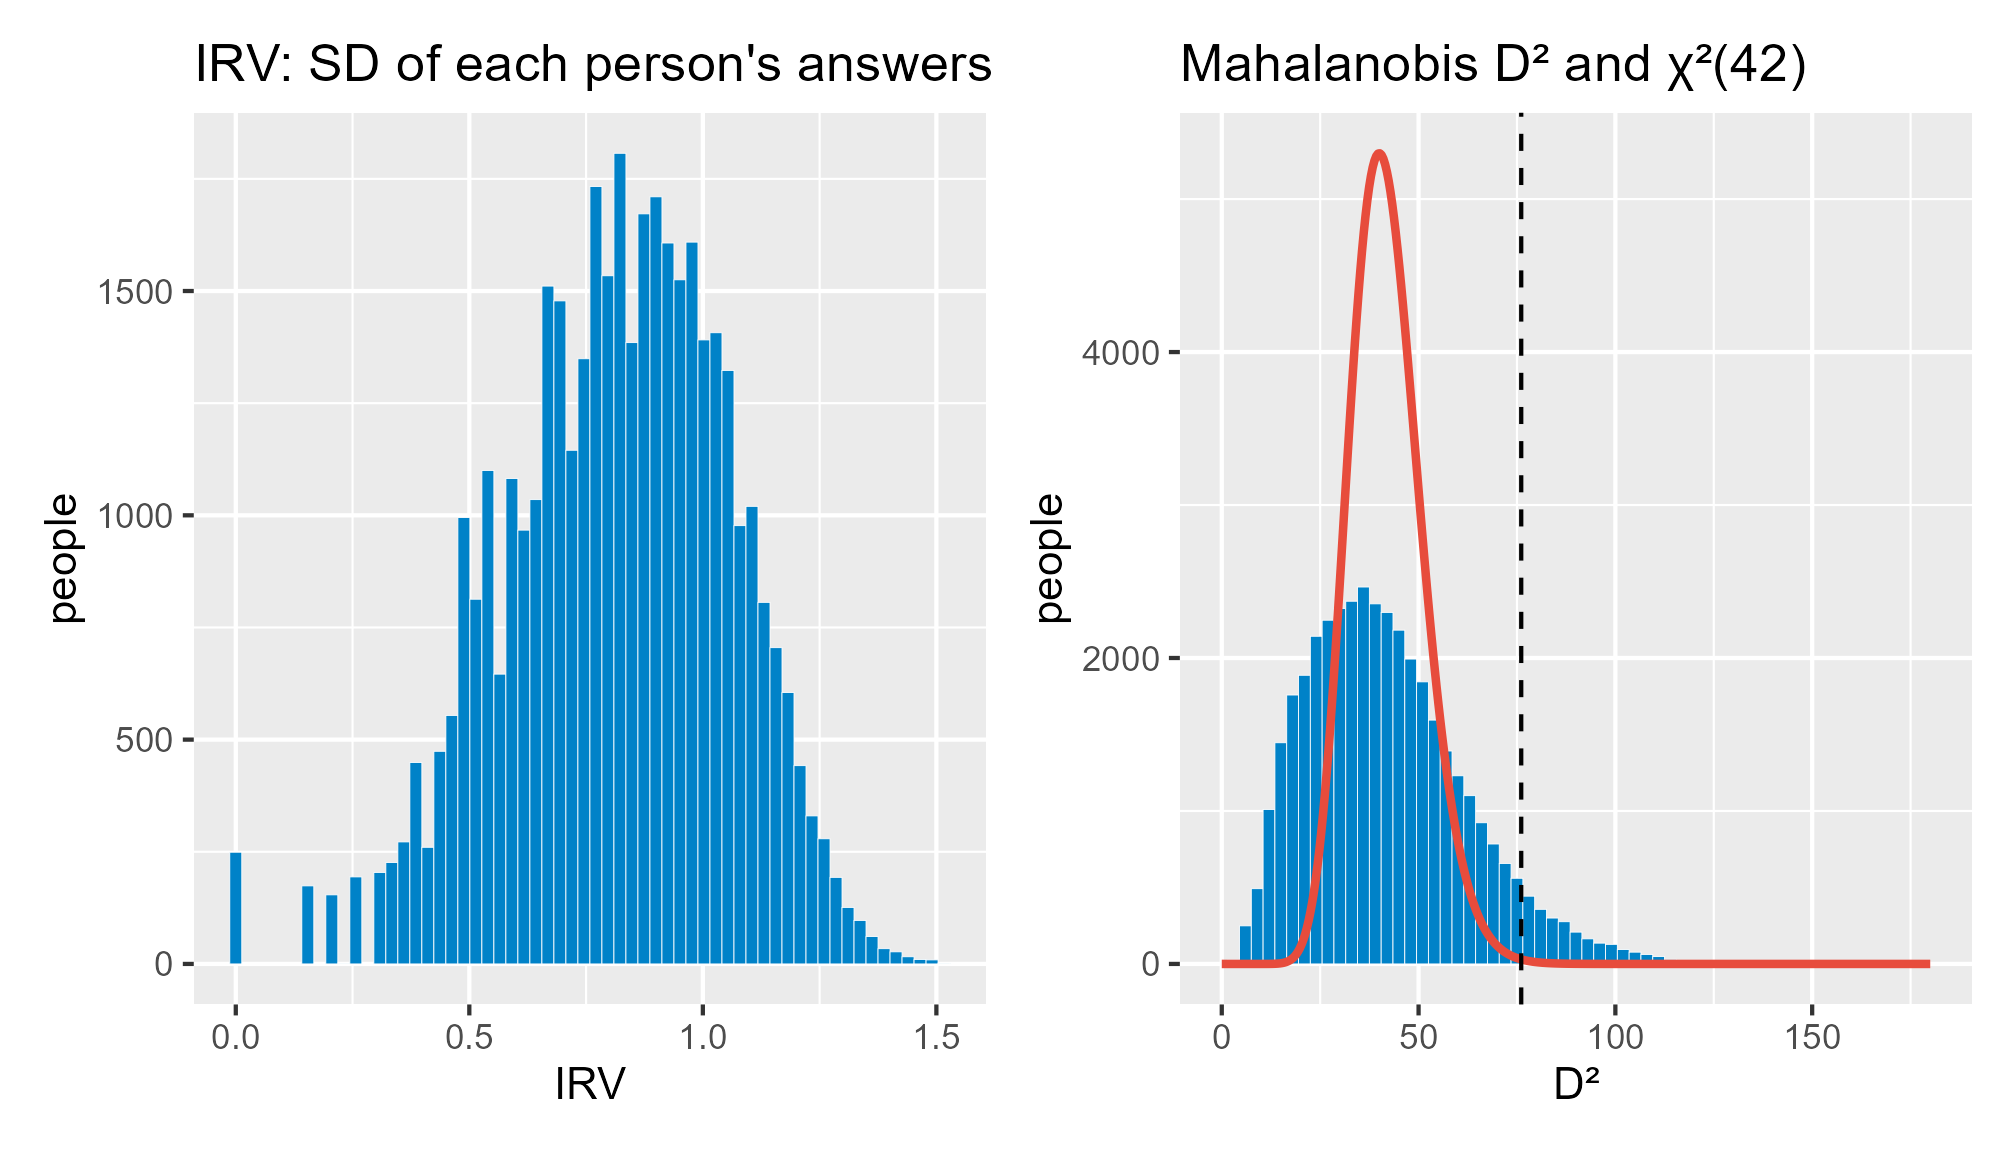 IRV: SD of each person's answers
people
1500
1000
500
0
0.0
0.5
1.0
1.5
IRV
Mahalanobis D² and χ²(42)
people
4000
2000
0
0
50
100
150
D²